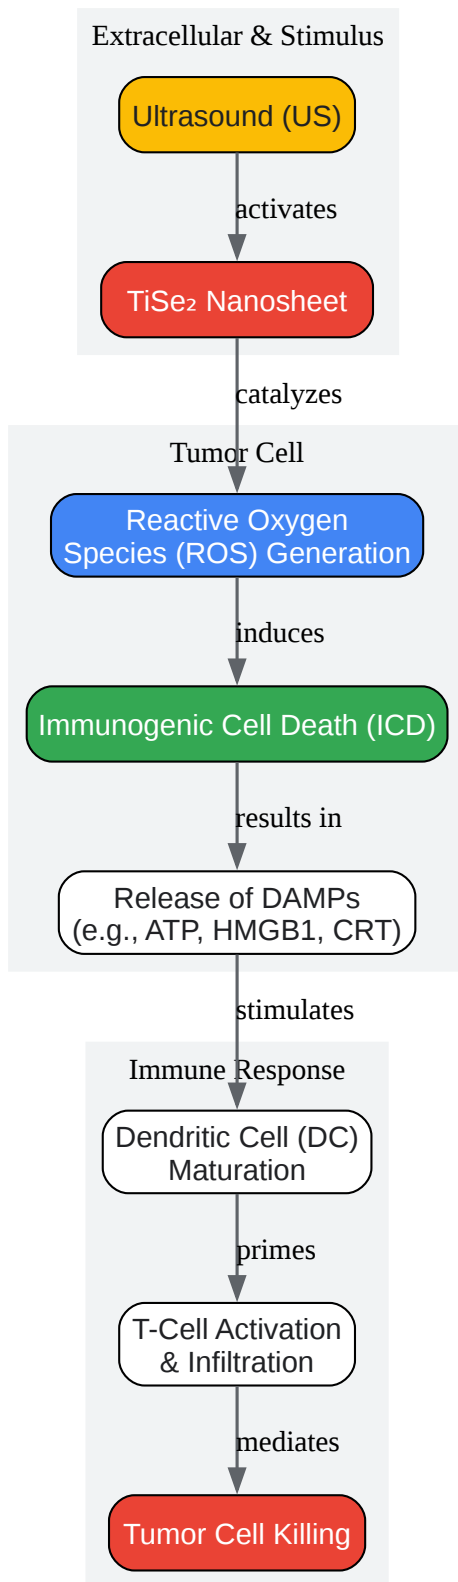 Extracellular & Stimulus
Ultrasound (US)
activates
TiSe₂ Nanosheet
catalyzes
Tumor Cell
Reactive Oxygen
Species (ROS) Generation
induces
Immunogenic Cell Death (ICD)
results in
Release of DAMPs
(e.g., ATP, HMGB1, CRT)
stimulates
Immune Response
Dendritic Cell (DC)
Maturation
primes
T-Cell Activation
& Infiltration
mediates
Tumor Cell Killing